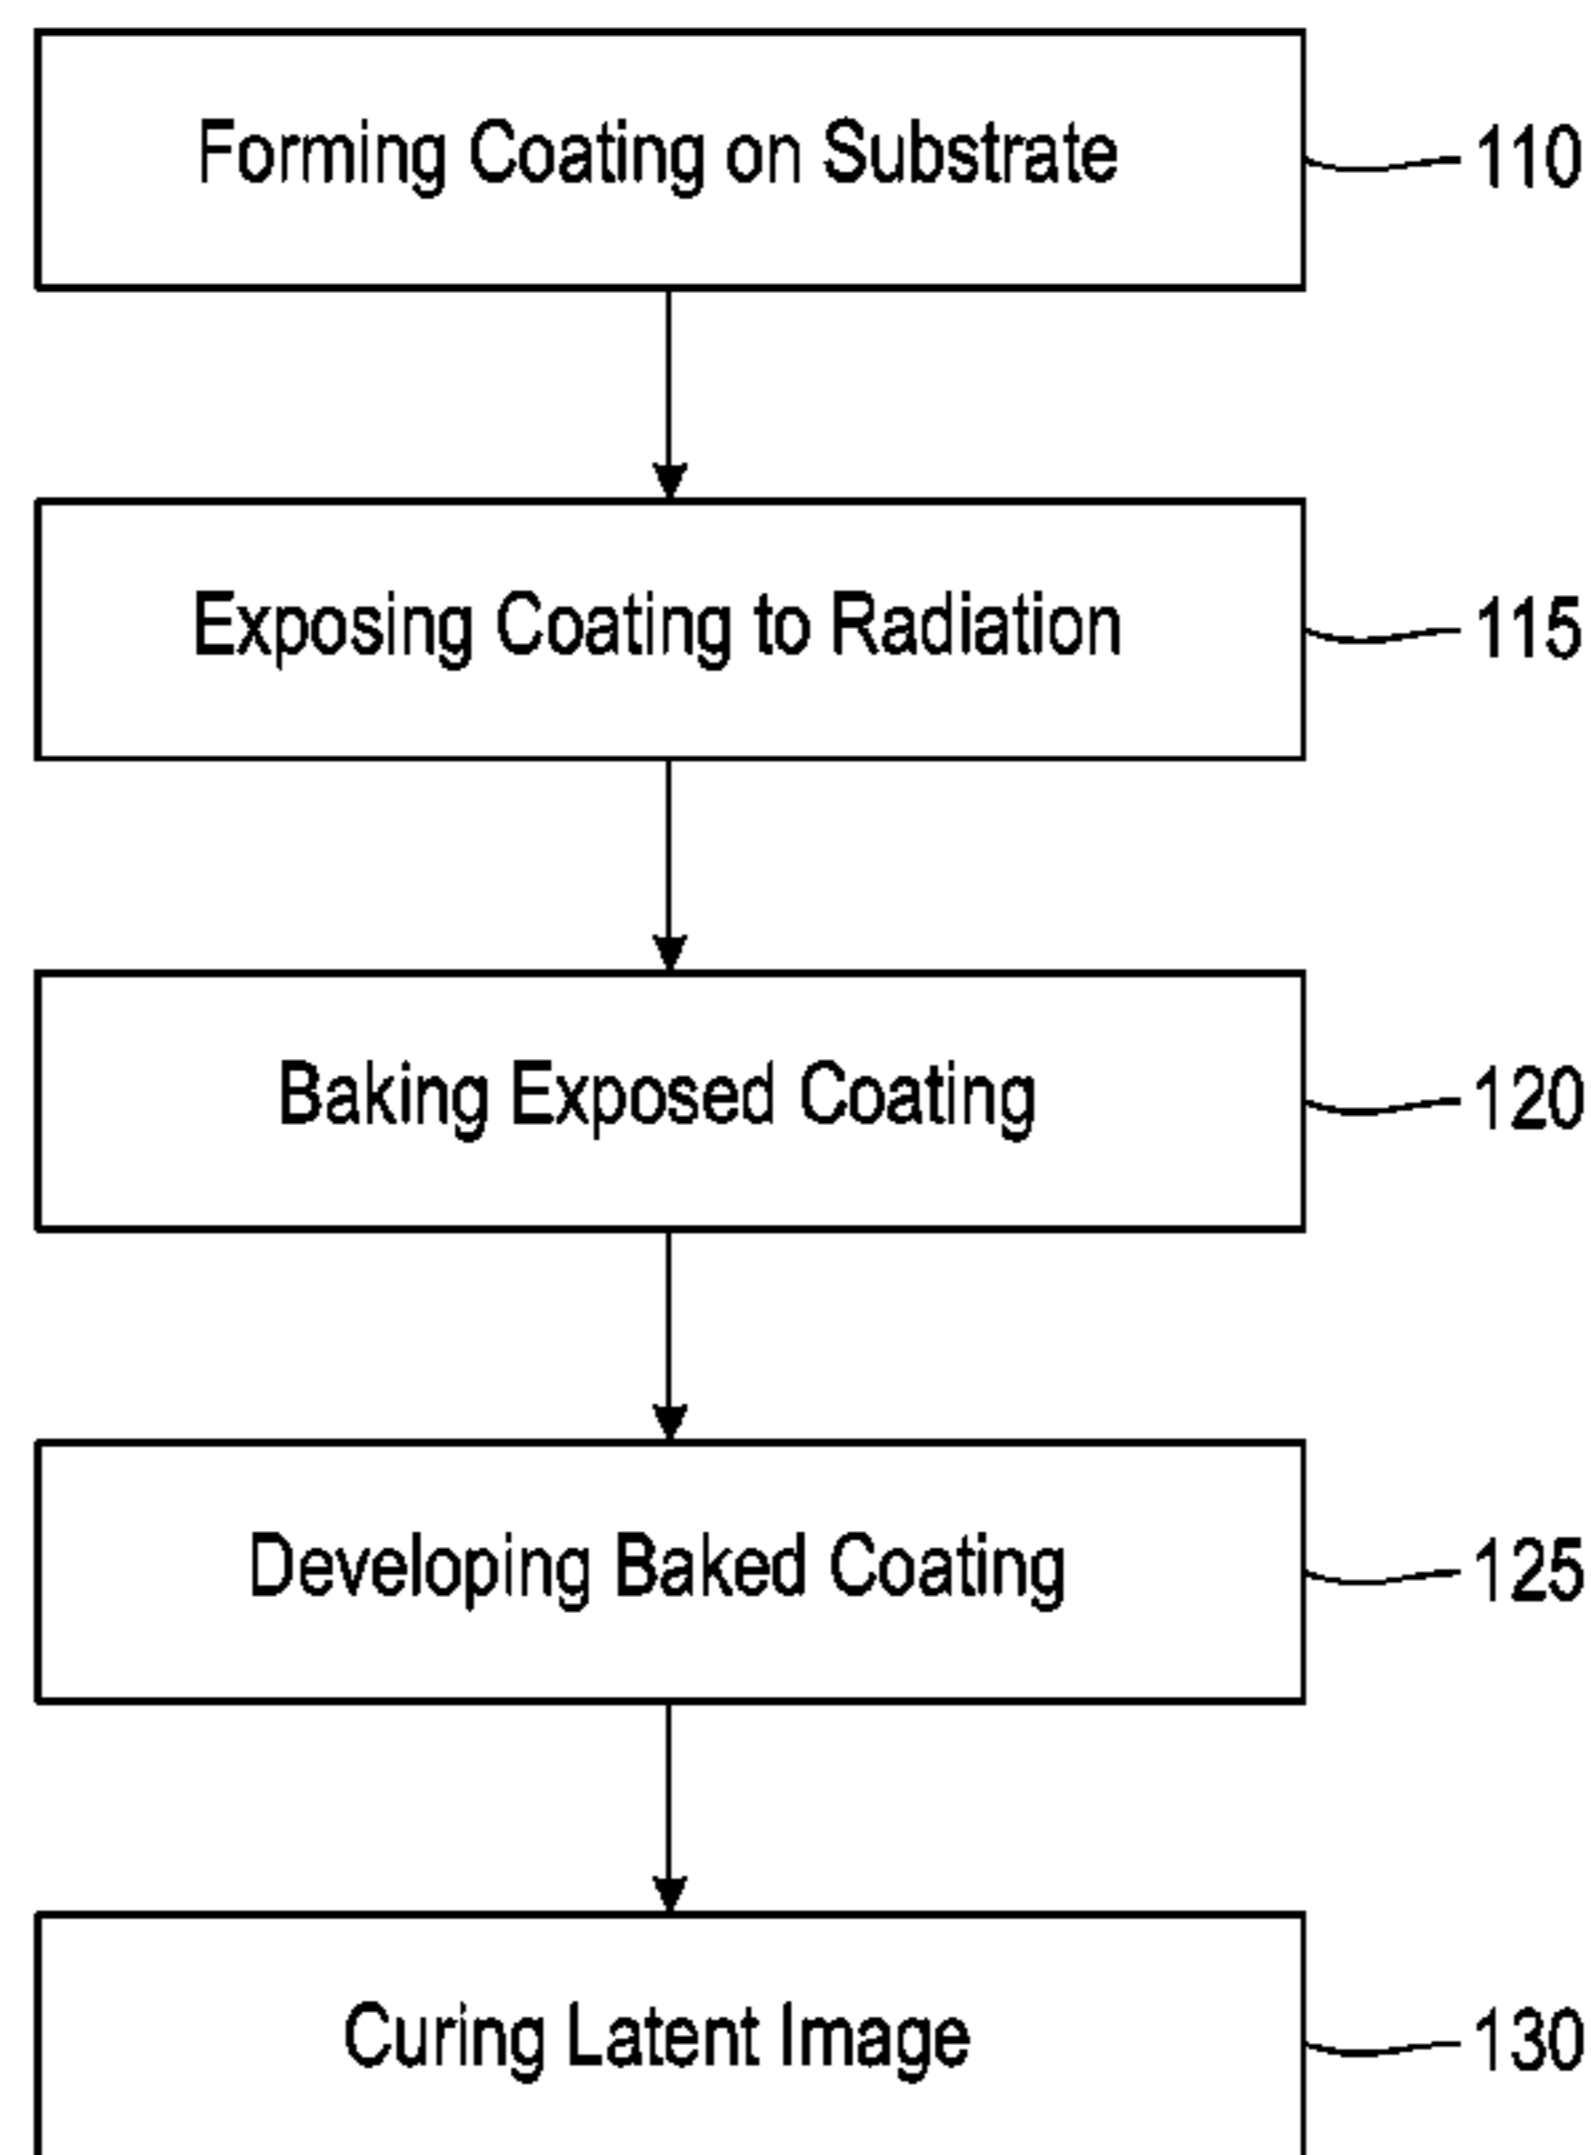 Forming Coating on Substrate 110
Exposing Coating to Radiation 115
Baking Exposed Coating 120
Developing Baked Coating 125
Curing Latent Image 130